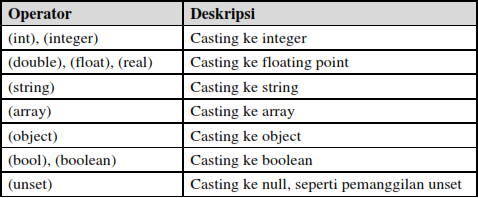 Operator Deskripsi
(int), (integer) Casting ke integer
(double), (float), (real) Casting ke floating point
(string) Casting ke string
(array) Casting ke array
(object) Casting ke object
(bool), (boolean) Casting ke boolean
(unset) Casting ke null, seperti pemanggilan unset